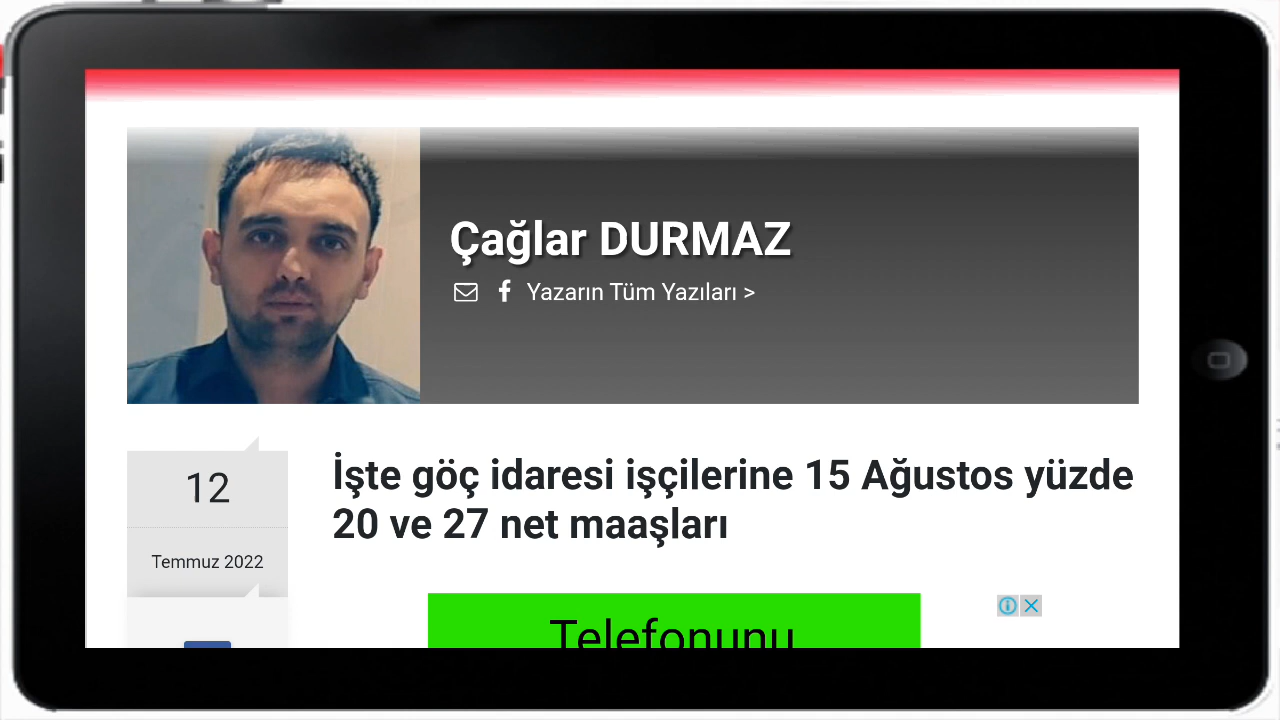 Çağlar DURMAZ
Yazarın Tüm Yazıları >
12
Temmuz 2022
İşte göç idaresi işçilerine 15 Ağustos yüzde
20 ve 27 net maaşları
Telefonunu